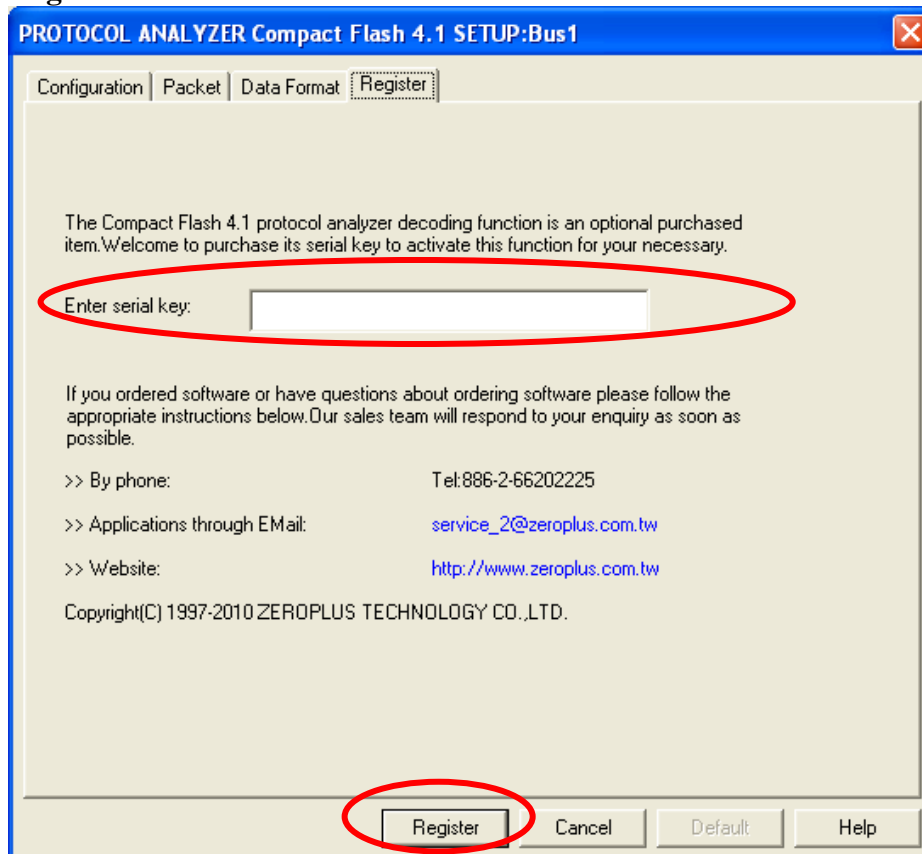 PROTOCOL ANALYZER Compact Flash 4.1 SETUP:Bus1
Configuration Packet Data Format Register
The Compact Flash 4.1 protocol analyzer decoding function is an optional purchased
item.Welcome to purchase its serial key to activate this function for your necessary.
Enter serial key:
If you ordered software or have questions about ordering software please follow the
appropriate instructions below.Our sales team will respond to your enquiry as soon as
possible.
>> By phone: Tel:886-2-66202225
>> Applications through EMail: service_2@zeroplus.com.tw
>> Website: http://www.zeroplus.com.tw
Copyright(C) 1997-2010 ZEROPLUS TECHNOLOGY CO.,LTD.
Register Cancel Default Help